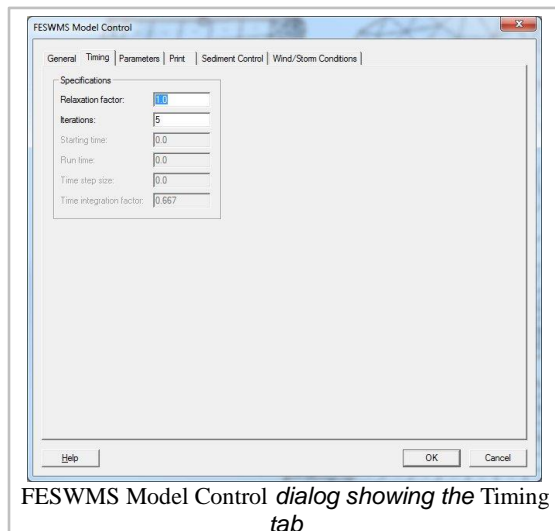 FESWMS Model Control
General Timing Parameters Print Sediment Control Wind/Storm Conditions
Specifications
Relaxation factor: 1.0
Iterations: 5
Starting time: 0.0
Run time: 0.0
Time step size: 0.0
Time integration factor: 0.667
Help OK Cancel
FESWMS Model Control dialog showing the Timing
tab